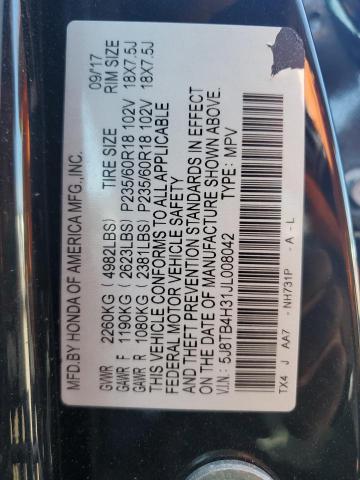 MFD.BY HONDA OF AMERICA MFG.,INC. 09/17
TIRE SIZE RIM SIZE
GVWR 2260KG (4982LBS)
GAWR F 1190KG (2623LBS) P235/60R18 102V 18X7.5J
GAWR R 1080KG (2381LBS) P235/60R18 102V 18X7.5J
THIS VEHICLE CONFORMS TO ALL APPLICABLE
FEDERAL MOTOR VEHICLE SAFETY
AND THEFT PREVENTION STANDARDS IN EFFECT
ON THE DATE OF MANUFACTURE SHOWN ABOVE.
V.I.N.: 5J8TB4H31JL008042 TYPE: MPV
TX4 J AA7 - NH731P - A - L